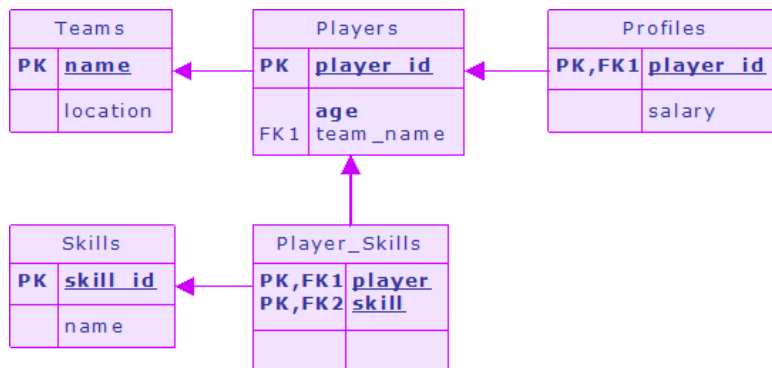 Teams
PK name
location
Players
PK player_id
age
FK1 team_name
Profiles
PK,FK1 player_id
salary
Skills
PK skill_id
name
Player_Skills
PK,FK1 player
PK,FK2 skill